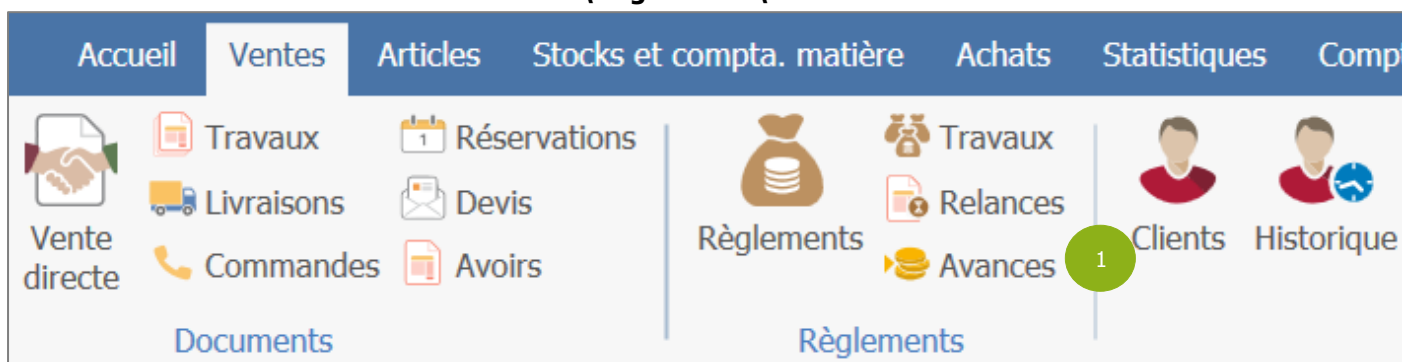 Accueil Ventes Articles Stocks et compta. matière Achats Statistiques Compt
Travaux Réservations Travaux
Livraisons Devis Relances
Vente directe Commandes Avoirs Règlements Avances 1 Clients Historique
Documents Règlements